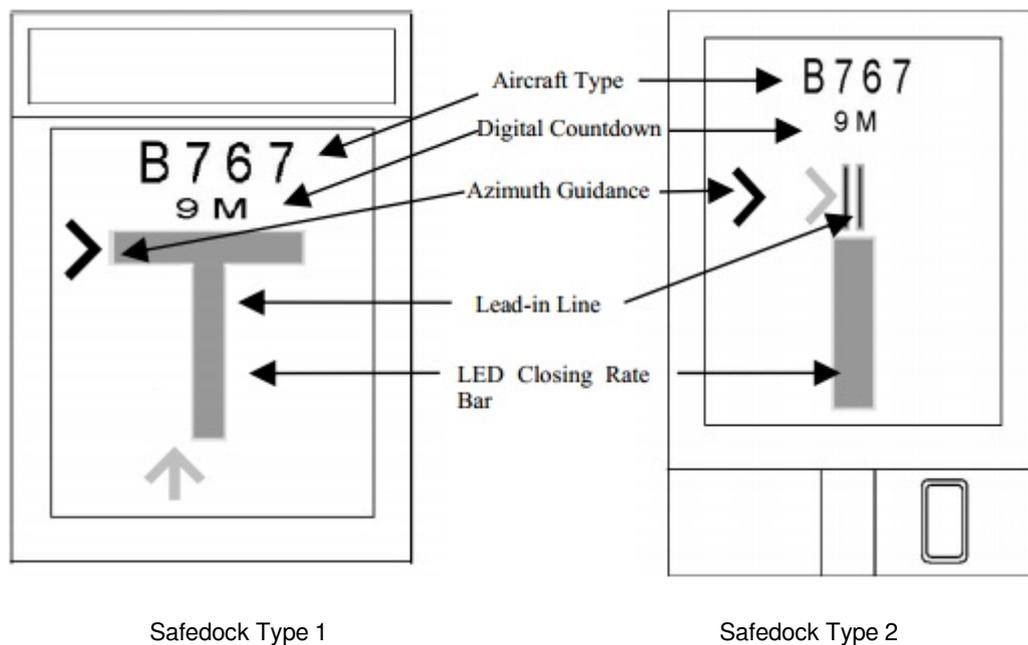 Aircraft Type
B767
B767
Digital Countdown
9M
9 M
Azimuth Guidance
Lead-in Line
LED Closing Rate
Bar
Safedock Type 1
Safedock Type 2